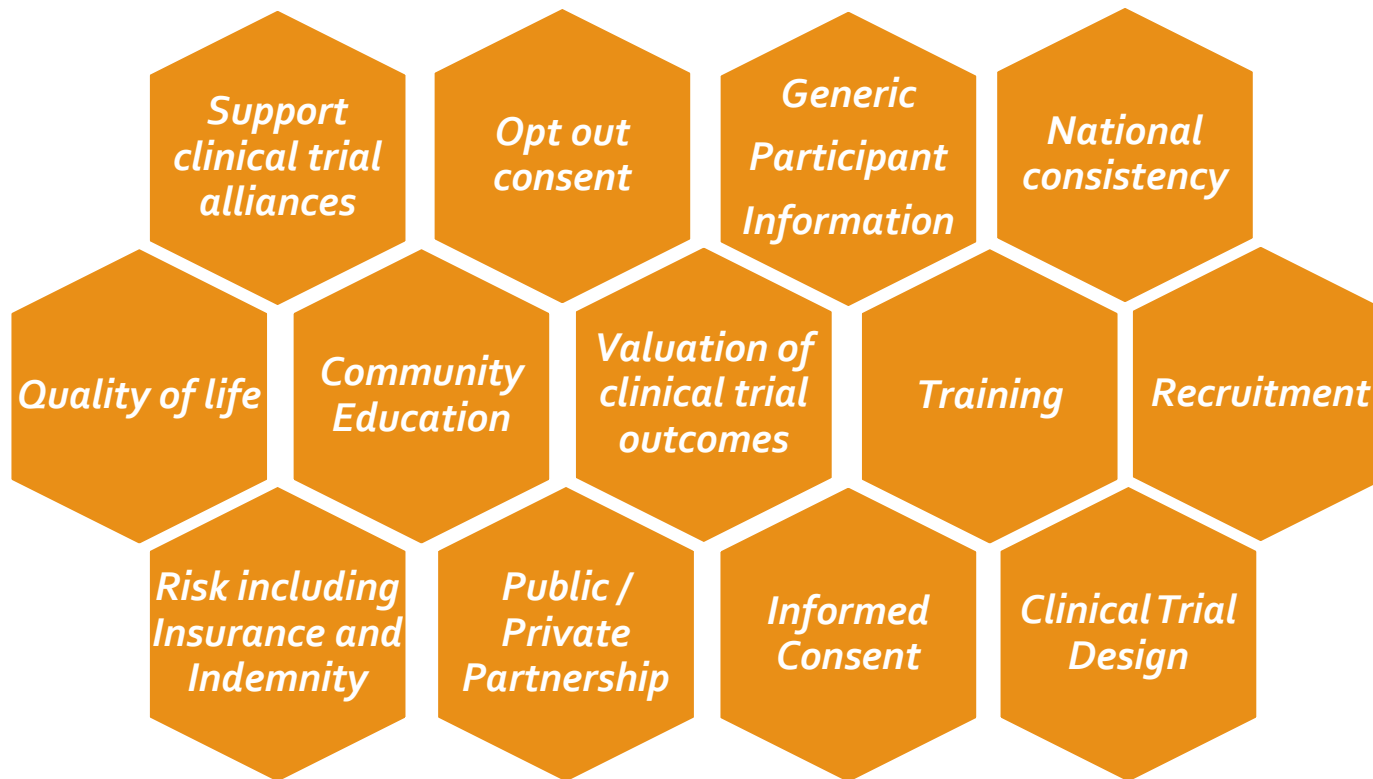 Support
clinical trial
alliances
Opt out
consent
Generic
Participant
Information
National
consistency
Quality of life
Community
Education
Valuation of
clinical trial
outcomes
Training
Recruitment
Risk including
Insurance and
Indemnity
Public /
Private
Partnership
Informed
Consent
Clinical Trial
Design